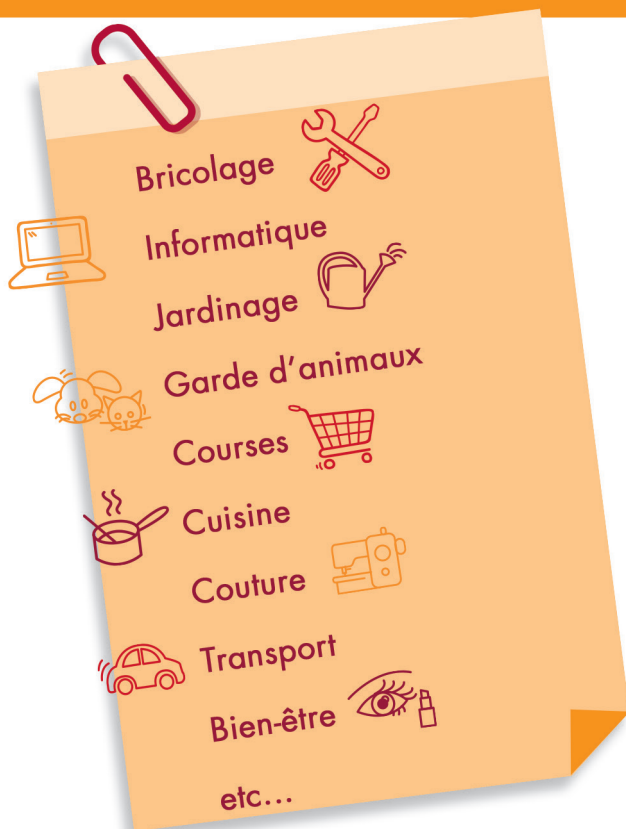 Bricolage
Informatique
Jardinage
Garde d'animaux
Courses
Cuisine
Couture
Transport
Bien-être
etc...